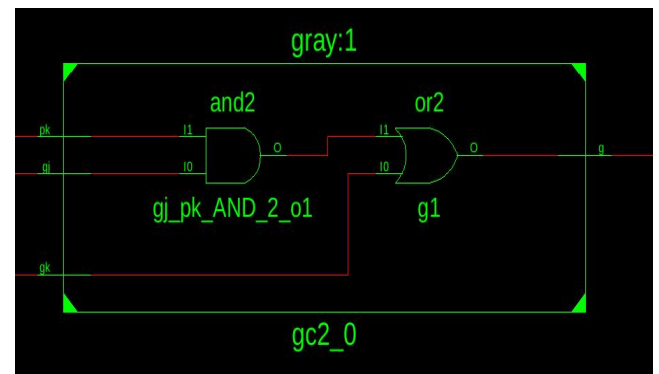 gray:1
and2
or2
pk
I1
O
I1
O
g
gj
I0
I0
gj_pk_AND_2_o1
g1
gk
gc2_0